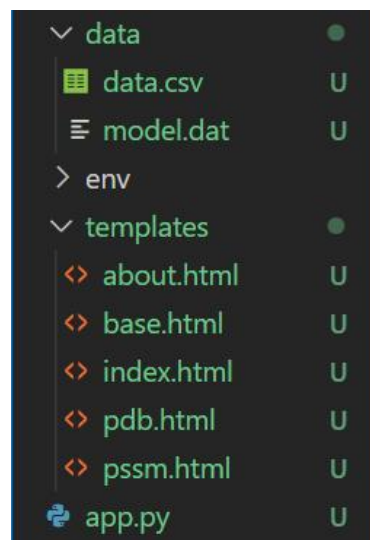 data
data.csv U
model.dat U
env
templates
about.html U
base.html U
index.html U
pdb.html U
pssm.html U
app.py U